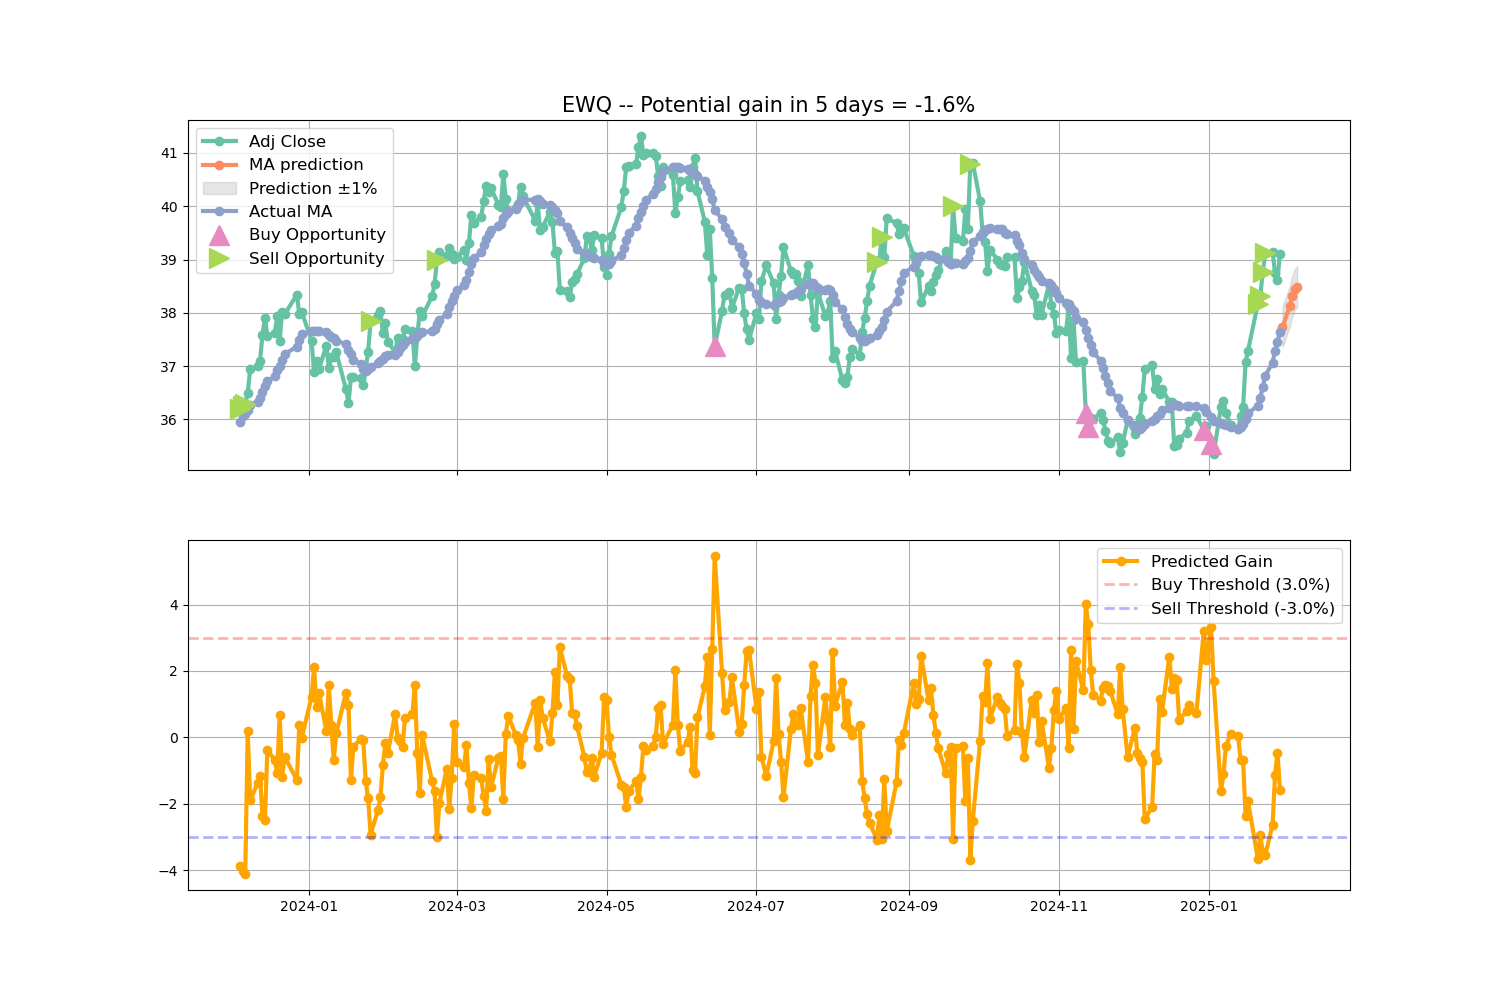 EWQ -- Potential gain in 5 days = -1.6%
Adj Close
MA prediction
Prediction ±1%
Actual MA
Buy Opportunity
Sell Opportunity
41
40
39
38
37
36
Predicted Gain
Buy Threshold (3.0%)
Sell Threshold (-3.0%)
4
2
0
−2
−4
2024-01 2024-03 2024-05 2024-07 2024-09 2024-11 2025-01